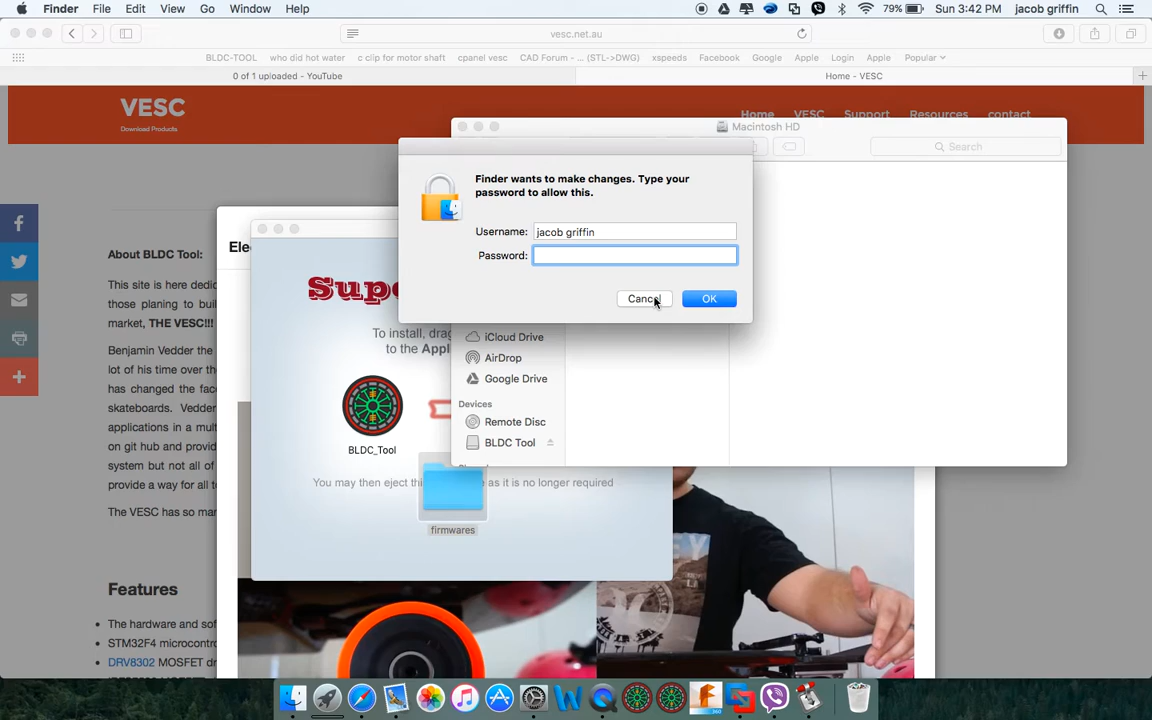 Finder File Edit View Go Window Help
79% Sun 3:42 PM jacob griffin
vesc.net.au
BLDC-TOOL who did hot water c clip for motor shaft cpanel vesc CAD Forum - ... (STL->DWG) xspeeds Facebook Google Apple Login Apple Popular
0 of 1 uploaded - YouTube
Home - VESC
VESC
Download Products
Home VESC Support Resources contact
Macintosh HD
Search
Finder wants to make changes. Type your
password to allow this.
Username: jacob griffin
Password:
Cancel OK
iCloud Drive
AirDrop
Google Drive
Devices
Remote Disc
BLDC Tool
Ele
About BLDC Tool:
This site is here dedic
those planing to buil
market, THE VESC!!!
Benjamin Vedder the
lot of his time over th
has changed the face
skateboards. Vedder
applications in a mult
on git hub and provid
system but not all of
provide a way for all t
The VESC has so mar
Features
The hardware and sof
STM32F4 microcontro
DRV8302 MOSFET dr
Supe
To install, drag
to the Appl
BLDC_Tool
You may then eject thi e as it is no longer required
firmwares